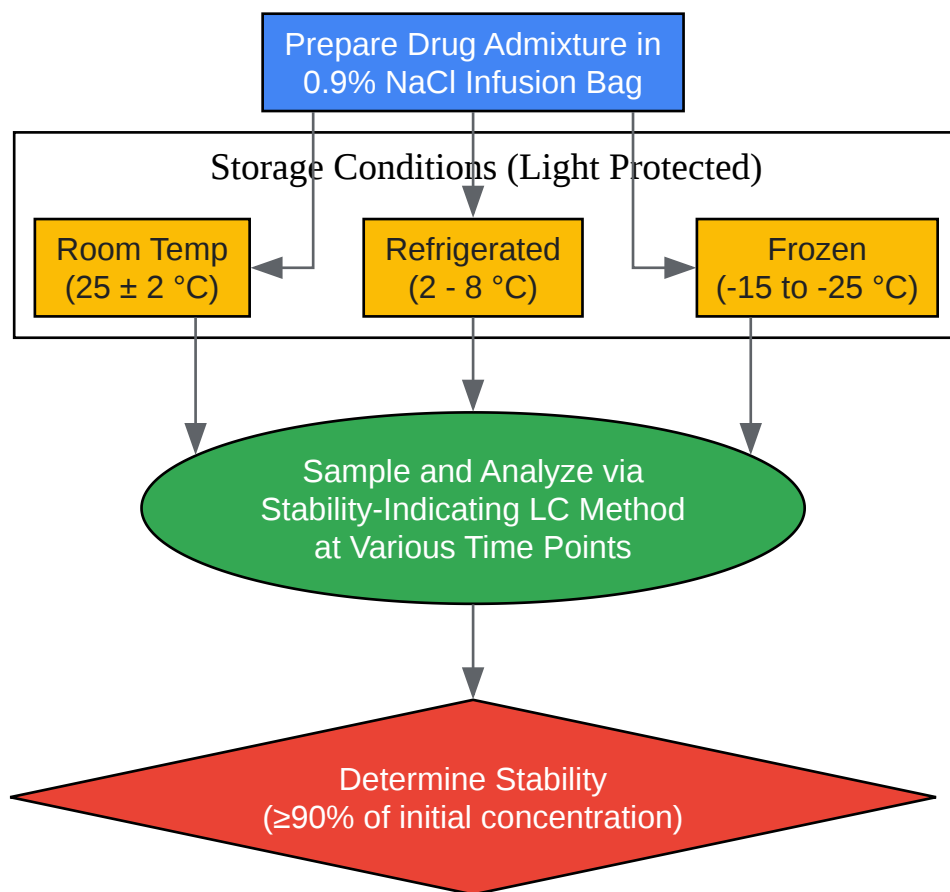 Prepare Drug Admixture in
0.9% NaCl Infusion Bag
Storage Conditions (Light Protected)
Room Temp
(25 ± 2 °C)
Refrigerated
(2 - 8 °C)
Frozen
(-15 to -25 °C)
Sample and Analyze via
Stability-Indicating LC Method
at Various Time Points
Determine Stability
(≥90% of initial concentration)